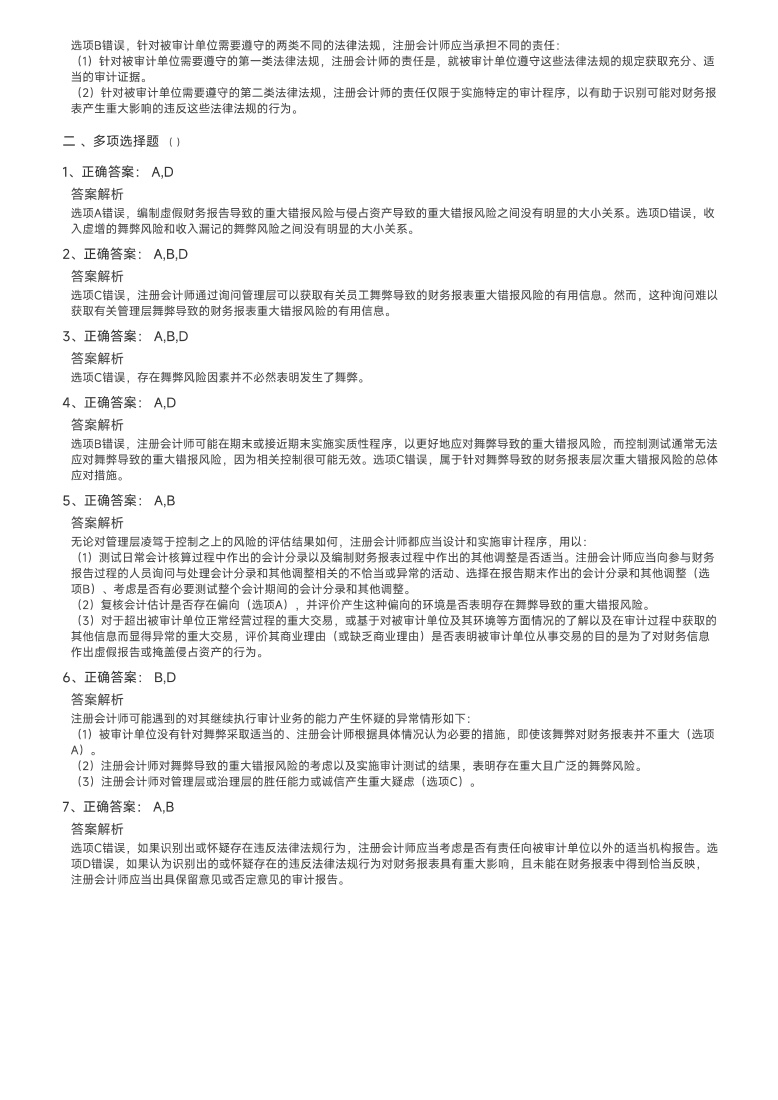 选项B错误，针对被审计单位需要遵守的两类不同的法律法规，注册会计师应当承担不同的责任：
（1）针对被审计单位需要遵守的第一类法律法规，注册会计师的责任是，就被审计单位遵守这些法律法规的规定获取充分、适
当的审计证据。
（2）针对被审计单位需要遵守的第二类法律法规，注册会计师的责任仅限于实施特定的审计程序，以有助于识别可能对财务报
表产生重大影响的违反这些法律法规的行为。
二 、多项选择题 （ ）
1、正确答案： A,D
答案解析
选项A错误，编制虚假财务报告导致的重大错报风险与侵占资产导致的重大错报风险之间没有明显的大小关系。选项D错误，收
入虚增的舞弊风险和收入漏记的舞弊风险之间没有明显的大小关系。
2、正确答案： A,B,D
答案解析
选项C错误，注册会计师通过询问管理层可以获取有关员工舞弊导致的财务报表重大错报风险的有用信息。然而，这种询问难以
获取有关管理层舞弊导致的财务报表重大错报风险的有用信息。
3、正确答案： A,B,D
答案解析
选项C错误，存在舞弊风险因素并不必然表明发生了舞弊。
4、正确答案： A,D
答案解析
选项B错误，注册会计师可能在期末或接近期末实施实质性程序，以更好地应对舞弊导致的重大错报风险，而控制测试通常无法
应对舞弊导致的重大错报风险，因为相关控制很可能无效。选项C错误，属于针对舞弊导致的财务报表层次重大错报风险的总体
应对措施。
5、正确答案： A,B
答案解析
无论对管理层凌驾于控制之上的风险的评估结果如何，注册会计师都应当设计和实施审计程序，用以：
（1）测试日常会计核算过程中作出的会计分录以及编制财务报表过程中作出的其他调整是否适当。注册会计师应当向参与财务
报告过程的人员询问与处理会计分录和其他调整相关的不恰当或异常的活动、选择在报告期末作出的会计分录和其他调整（选
项B）、考虑是否有必要测试整个会计期间的会计分录和其他调整。
（2）复核会计估计是否存在偏向（选项A），并评价产生这种偏向的环境是否表明存在舞弊导致的重大错报风险。
（3）对于超出被审计单位正常经营过程的重大交易，或基于对被审计单位及其环境等方面情况的了解以及在审计过程中获取的
其他信息而显得异常的重大交易，评价其商业理由（或缺乏商业理由）是否表明被审计单位从事交易的目的是为了对财务信息
作出虚假报告或掩盖侵占资产的行为。
6、正确答案： B,D
答案解析
注册会计师可能遇到的对其继续执行审计业务的能力产生怀疑的异常情形如下：
（1）被审计单位没有针对舞弊采取适当的、注册会计师根据具体情况认为必要的措施，即使该舞弊对财务报表并不重大（选项
A）。
（2）注册会计师对舞弊导致的重大错报风险的考虑以及实施审计测试的结果，表明存在重大且广泛的舞弊风险。
（3）注册会计师对管理层或治理层的胜任能力或诚信产生重大疑虑（选项C）。
7、正确答案： A,B
答案解析
选项C错误，如果识别出或怀疑存在违反法律法规行为，注册会计师应当考虑是否有责任向被审计单位以外的适当机构报告。选
项D错误，如果认为识别出的或怀疑存在的违反法律法规行为对财务报表具有重大影响，且未能在财务报表中得到恰当反映，
注册会计师应当出具保留意见或否定意见的审计报告。